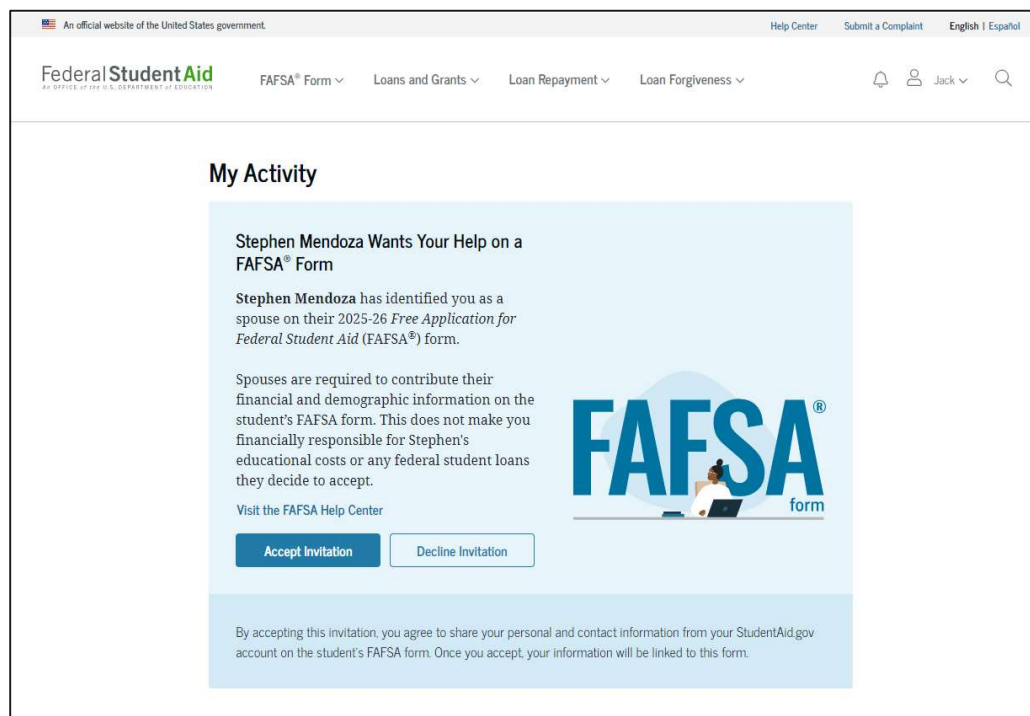 An official website of the United States government.
Help Center
Submit a Complaint
English | Español
Federal Student Aid
An OFFICE of the U.S. DEPARTMENT of EDUCATION
FAFSA® Form
Loans and Grants
Loan Repayment
Loan Forgiveness
Jack
My Activity
Stephen Mendoza Wants Your Help on a
FAFSA® Form
Stephen Mendoza has identified you as a
spouse on their 2025-26 Free Application for
Federal Student Aid (FAFSA®) form.
Spouses are required to contribute their
financial and demographic information on the
student's FAFSA form. This does not make you
financially responsible for Stephen's
educational costs or any federal student loans
they decide to accept.
Visit the FAFSA Help Center
Accept Invitation
Decline Invitation
FAFSA®
form
By accepting this invitation, you agree to share your personal and contact information from your StudentAid.gov
account on the student's FAFSA form. Once you accept, your information will be linked to this form.